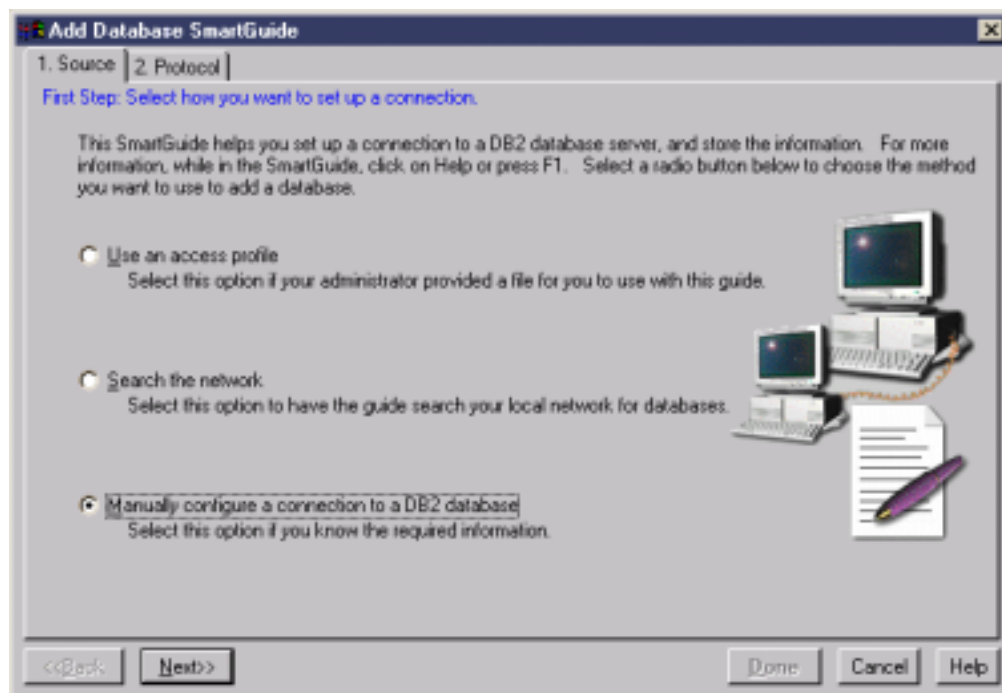 Add Database SmartGuide
1. Source 2. Protocol
First Step: Select how you want to set up a connection.
This SmartGuide helps you set up a connection to a DB2 database server, and store the information. For more
information, while in the SmartGuide, click on Help or press F1. Select a radio button below to choose the method
you want to use to add a database.
Use an access profile
Select this option if your administrator provided a file for you to use with this guide.
Search the network
Select this option to have the guide search your local network for databases.
Manually configure a connection to a DB2 database
Select this option if you know the required information.
<<Back Next>> Done Cancel Help